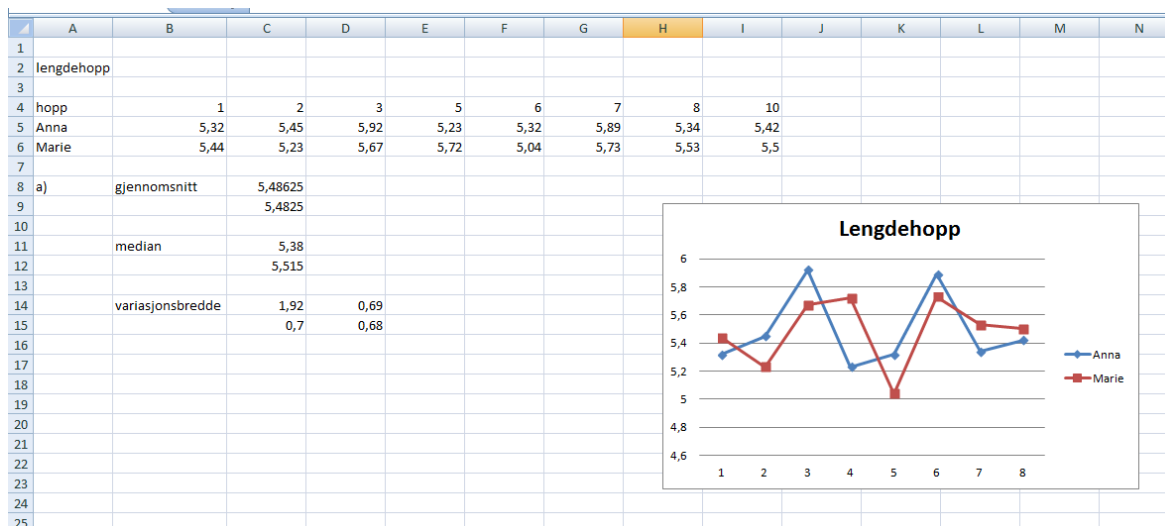 A B C D E F G H I J K L M N
1
2 lengdehopp
3
4 hopp 1 2 3 5 6 7 8 10
5 Anna 5,32 5,45 5,92 5,23 5,32 5,89 5,34 5,42
6 Marie 5,44 5,23 5,67 5,72 5,04 5,73 5,53 5,5
7
8 a) gjennomsnitt 5,48625
9 5,4825
10
11 median 5,38
12 5,515
13
14 variasjonsbredde 1,92 0,69
15 0,7 0,68
16
17
18
19
20
21
22
23
24
25
Lengdehopp
6
5,8
5,6
5,4
5,2
5
4,8
4,6
1 2 3 4 5 6 7 8
Anna
Marie